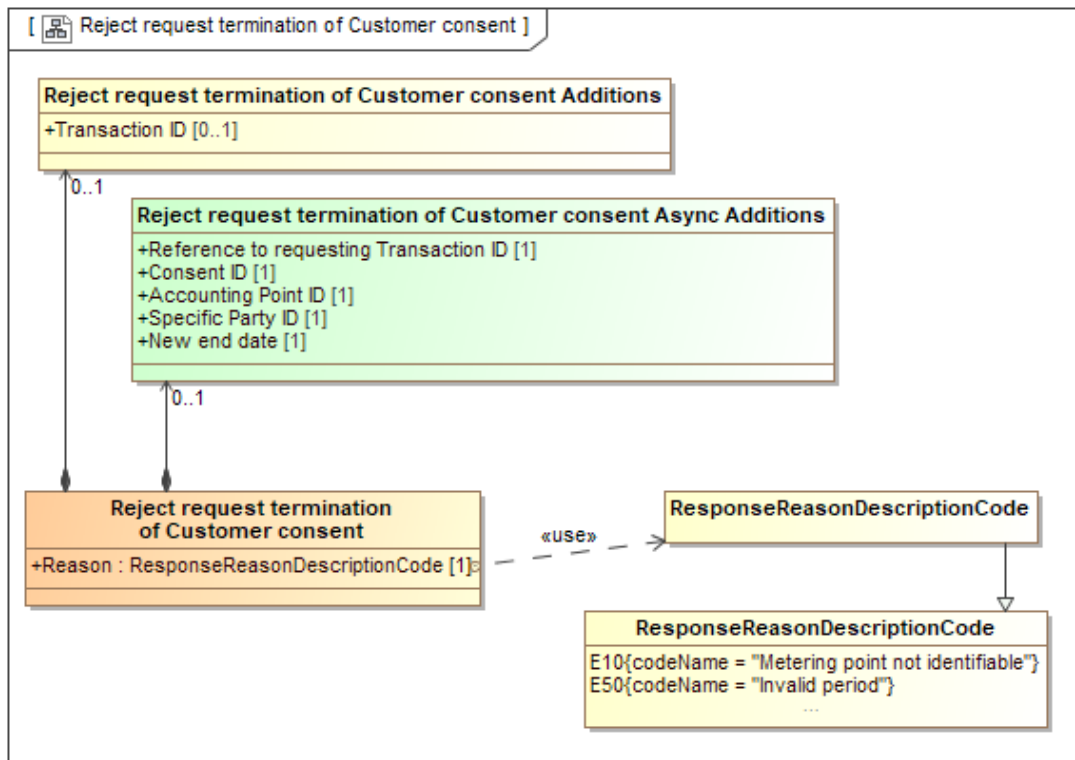 [ Reject request termination of Customer consent ]
Reject request termination of Customer consent Additions
+Transaction ID [0..1]
0..1
Reject request termination of Customer consent Async Additions
+Reference to requesting Transaction ID [1]
+Consent ID [1]
+Accounting Point ID [1]
+Specific Party ID [1]
+New end date [1]
0..1
Reject request termination
of Customer consent
+Reason : ResponseReasonDescriptionCode [1]
«use»
ResponseReasonDescriptionCode
ResponseReasonDescriptionCode
E10{codeName = "Metering point not identifiable"}
E50{codeName = "Invalid period"}
...